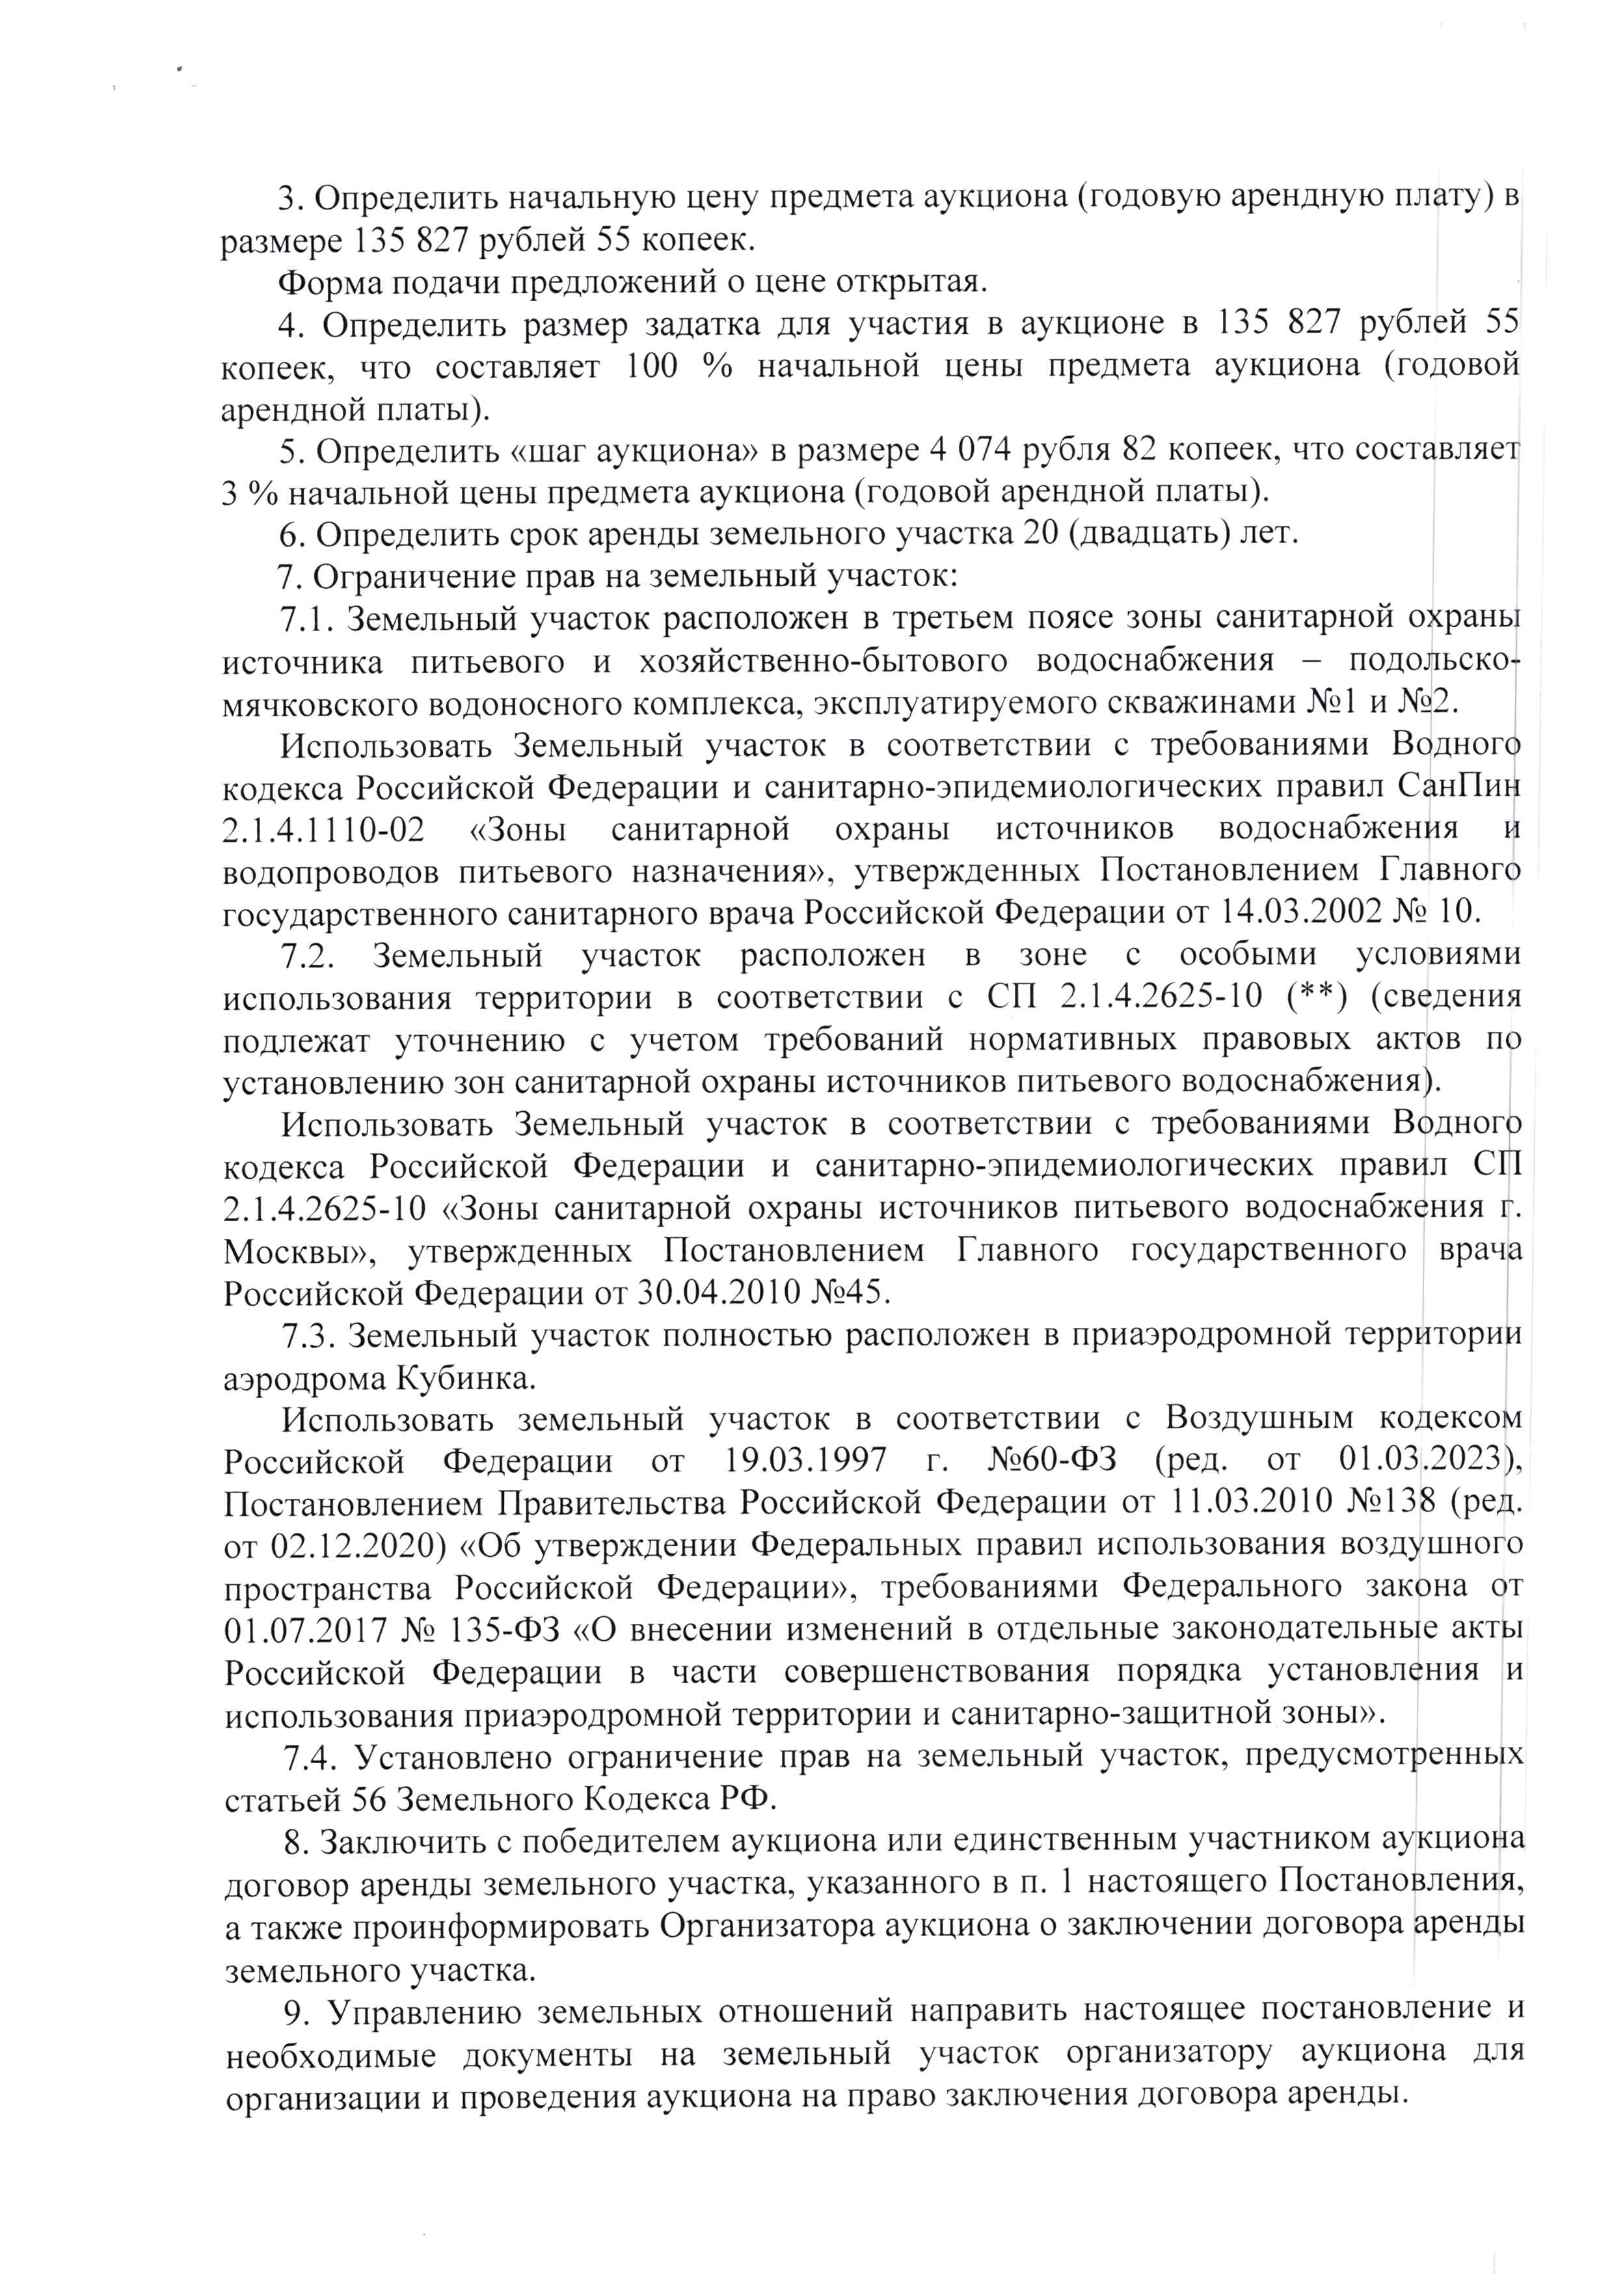 3. Определить начальную цену предмета аукциона (годовую арендную плату) в
размере 135 827 рублей 55 копеек.
Форма подачи предложений о цене открытая.
4. Определить размер задатка для участия в аукционе в 135 827 рублей 55
копеек, что составляет 100 % начальной цены предмета аукциона (годовой
арендной платы).
5. Определить «шаг аукциона» в размере 4 074 рубля 82 копеек, что составляет
3 % начальной цены предмета аукциона (годовой арендной платы).
6. Определить срок аренды земельного участка 20 (двадцать) лет.
7. Ограничение прав на земельный участок:
7.1. Земельный участок расположен в третьем поясе зоны санитарной охраны
источника питьевого и хозяйственно-бытового водоснабжения – подольско-
мячковского водоносного комплекса, эксплуатируемого скважинами №1 и №2.
Использовать Земельный участок в соответствии с требованиями Водного
кодекса Российской Федерации и санитарно-эпидемиологических правил СанПин
2.1.4.1110-02 «Зоны санитарной охраны источников водоснабжения и
водопроводов питьевого назначения», утвержденных Постановлением Главного
государственного санитарного врача Российской Федерации от 14.03.2002 № 10.
7.2. Земельный участок расположен в зоне с особыми условиями
использования территории в соответствии с СП 2.1.4.2625-10 (**) (сведения
подлежат уточнению с учетом требований нормативных правовых актов по
установлению зон санитарной охраны источников питьевого водоснабжения).
Использовать Земельный участок в соответствии с требованиями Водного
кодекса Российской Федерации и санитарно-эпидемиологических правил СП
2.1.4.2625-10 «Зоны санитарной охраны источников питьевого водоснабжения г.
Москвы», утвержденных Постановлением Главного государственного врача
Российской Федерации от 30.04.2010 №45.
7.3. Земельный участок полностью расположен в приаэродромной территории
аэродрома Кубинка.
Использовать земельный участок в соответствии с Воздушным кодексом
Российской Федерации от 19.03.1997 г. №60-ФЗ (ред. от 01.03.2023),
Постановлением Правительства Российской Федерации от 11.03.2010 №138 (ред.
от 02.12.2020) «Об утверждении Федеральных правил использования воздушного
пространства Российской Федерации», требованиями Федерального закона от
01.07.2017 № 135-ФЗ «О внесении изменений в отдельные законодательные акты
Российской Федерации в части совершенствования порядка установления и
использования приаэродромной территории и санитарно-защитной зоны».
7.4. Установлено ограничение прав на земельный участок, предусмотренных
статьей 56 Земельного Кодекса РФ.
8. Заключить с победителем аукциона или единственным участником аукциона
договор аренды земельного участка, указанного в п. 1 настоящего Постановления,
а также проинформировать Организатора аукциона о заключении договора аренды
земельного участка.
9. Управлению земельных отношений направить настоящее постановление и
необходимые документы на земельный участок организатору аукциона для
организации и проведения аукциона на право заключения договора аренды.